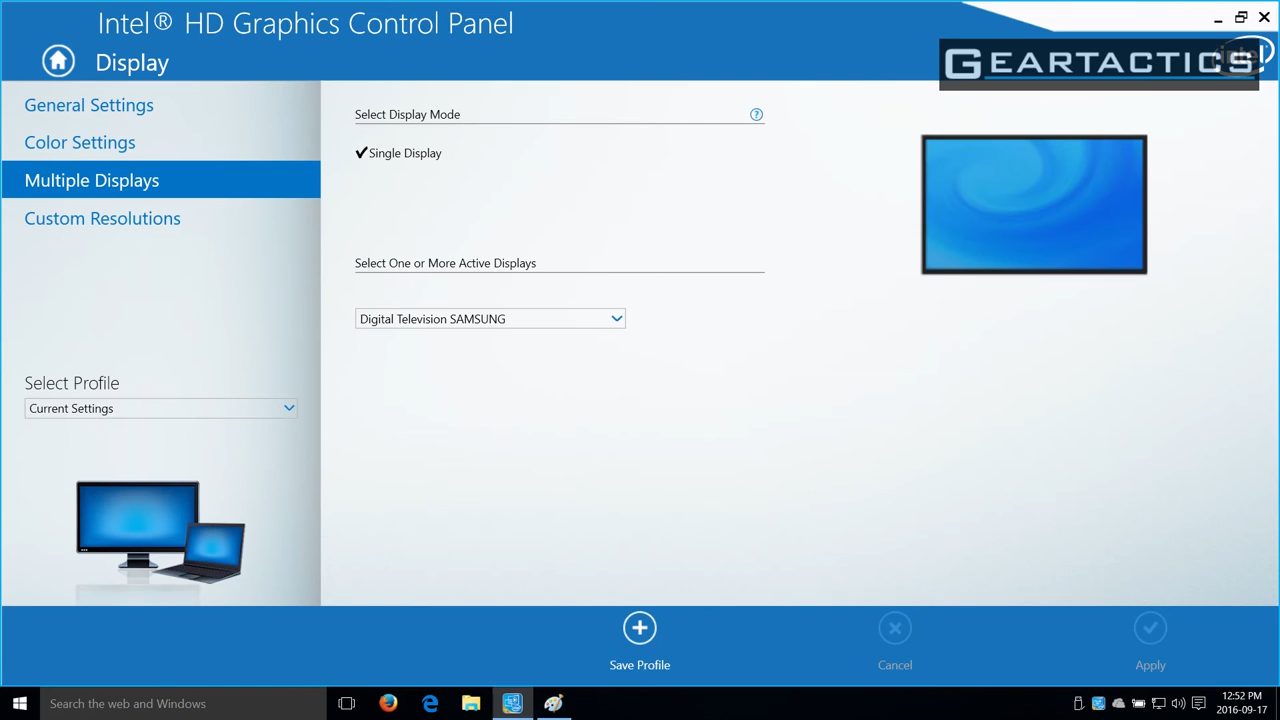 Intel® HD Graphics Control Panel
Display
GEARTACTICS!
General Settings
Color Settings
Multiple Displays
Custom Resolutions
Select Display Mode
?
Single Display
Select One or More Active Displays
Digital Television SAMSUNG
Select Profile
Current Settings
Save Profile
Cancel
Apply
Search the web and Windows
12:52 PM
2016-09-17